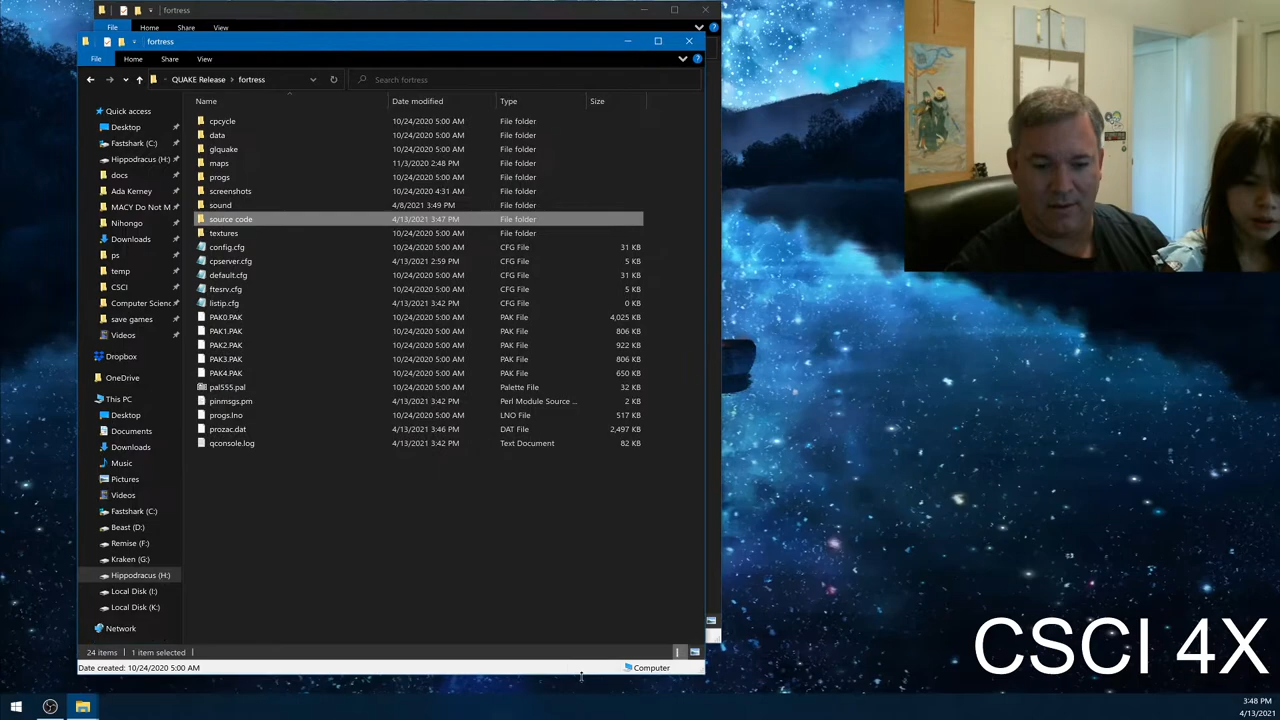 fortress
File Home Share View
fortress
File Home Share View
QUAKE Release fortress
Search fortress
Name Date modified Type Size
cpcycle 10/24/2020 5:00 AM File folder
data 10/24/2020 5:00 AM File folder
glquake 10/24/2020 5:00 AM File folder
maps 11/3/2020 2:48 PM File folder
progs 10/24/2020 5:00 AM File folder
screenshots 10/24/2020 4:31 AM File folder
sound 4/8/2021 3:49 PM File folder
source code 4/13/2021 3:47 PM File folder
textures 10/24/2020 5:00 AM File folder
config.cfg 10/24/2020 5:00 AM CFG File 31 KB
cpserver.cfg 4/13/2021 2:59 PM CFG File 5 KB
default.cfg 10/24/2020 5:00 AM CFG File 31 KB
ftesrv.cfg 10/24/2020 5:00 AM CFG File 5 KB
listip.cfg 4/13/2021 3:42 PM CFG File 0 KB
PAK0.PAK 10/24/2020 5:00 AM PAK File 4,025 KB
PAK1.PAK 10/24/2020 5:00 AM PAK File 806 KB
PAK2.PAK 10/24/2020 5:00 AM PAK File 922 KB
PAK3.PAK 10/24/2020 5:00 AM PAK File 806 KB
PAK4.PAK 10/24/2020 5:00 AM PAK File 650 KB
pal555.pal 10/24/2020 5:00 AM Palette File 32 KB
pinmsgs.pm 4/13/2021 3:42 PM Perl Module Source ... 2 KB
progs.lno 10/24/2020 5:00 AM LNO File 517 KB
prozac.dat 4/13/2021 3:46 PM DAT File 2,497 KB
qconsole.log 4/13/2021 3:42 PM Text Document 82 KB
Quick access
Desktop
Fastshark (C:)
Hippodracus (H:)
docs
Ada Kerney
MACY Do Not M
Nihongo
Downloads
ps
temp
CSCI
Computer Scienc
save games
Videos
Dropbox
OneDrive
This PC
Desktop
Documents
Downloads
Music
Pictures
Videos
Fastshark (C:)
Beast (D:)
Remise (F:)
Kraken (G:)
Hippodracus (H:)
Local Disk (I:)
Local Disk (K:)
Network
24 items 1 item selected
Date created: 10/24/2020 5:00 AM
Computer
CSCI 4X
3:48 PM
4/13/2021